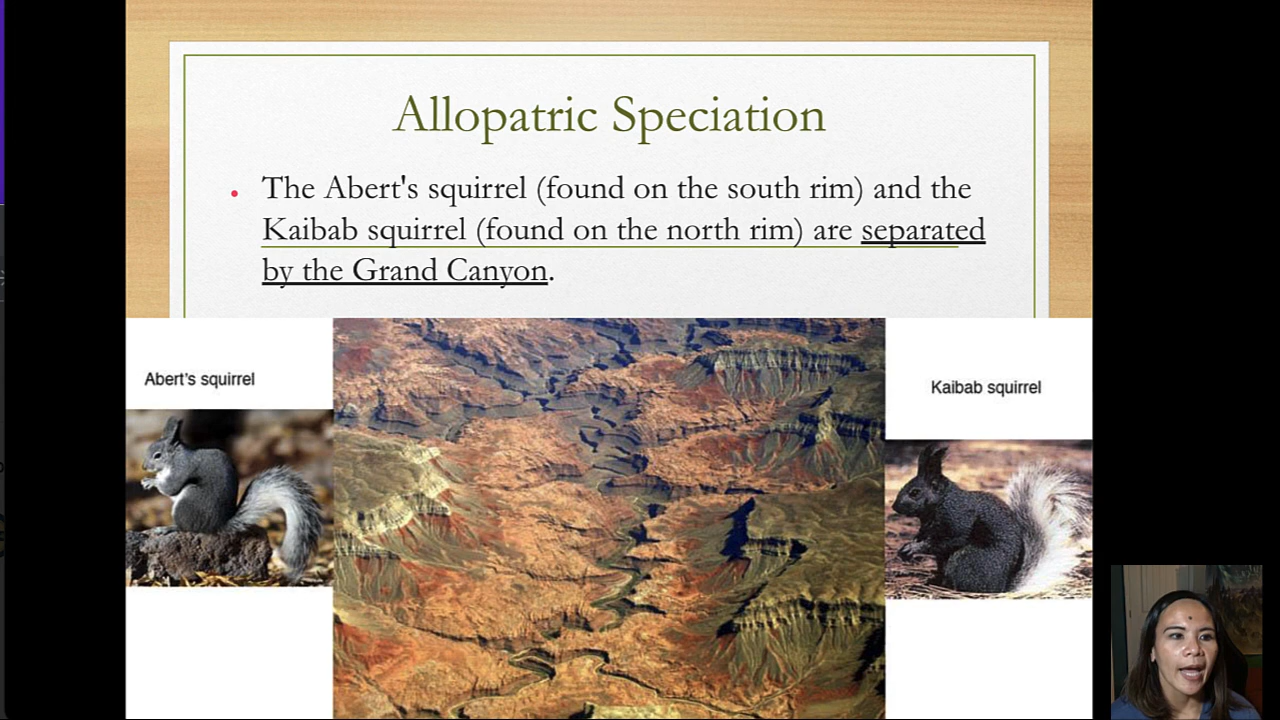 Allopatric Speciation
The Abert's squirrel (found on the south rim) and the
Kaibab squirrel (found on the north rim) are separated
by the Grand Canyon.
Abert's squirrel
Kaibab squirrel